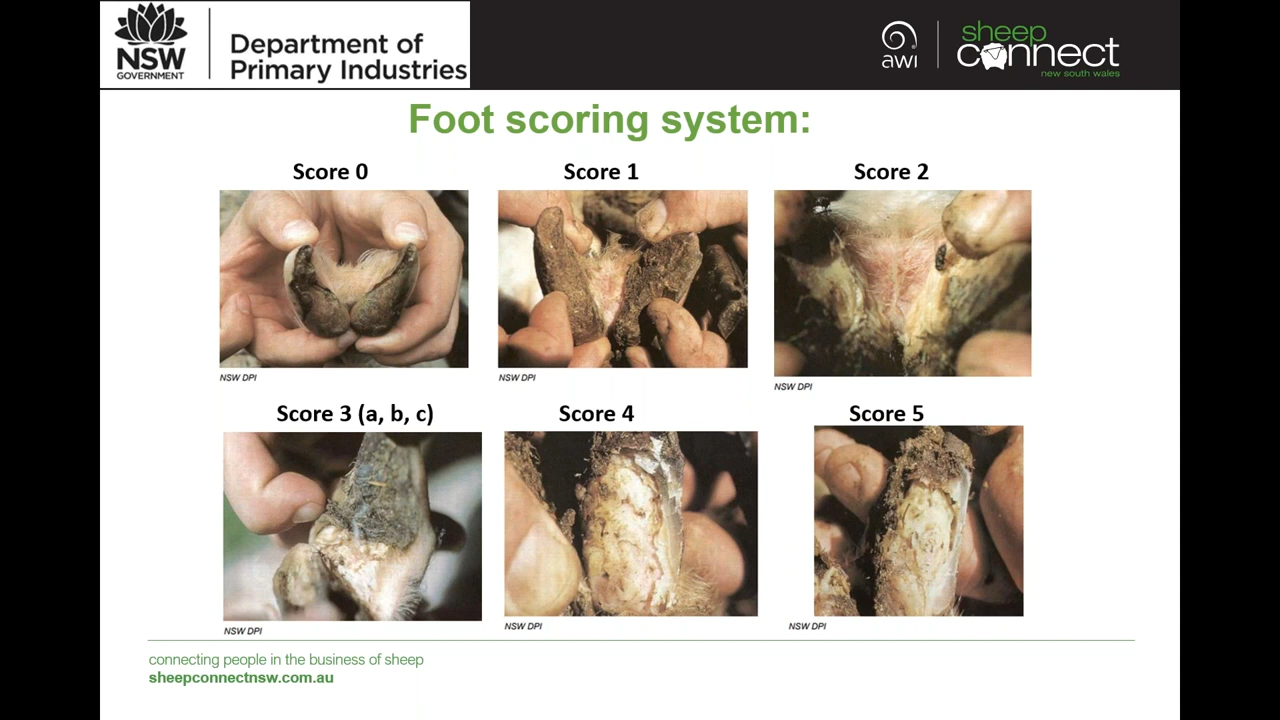 NSW
GOVERNMENT
Department of
Primary Industries
awi
sheep
connect
new south wales
Foot scoring system:
Score 0
Score 1
Score 2
NSW DPI
NSW DPI
NSW DPI
Score 3 (a, b, c)
Score 4
Score 5
NSW DPI
NSW DPI
NSW DPI
connecting people in the business of sheep
sheepconnectnsw.com.au